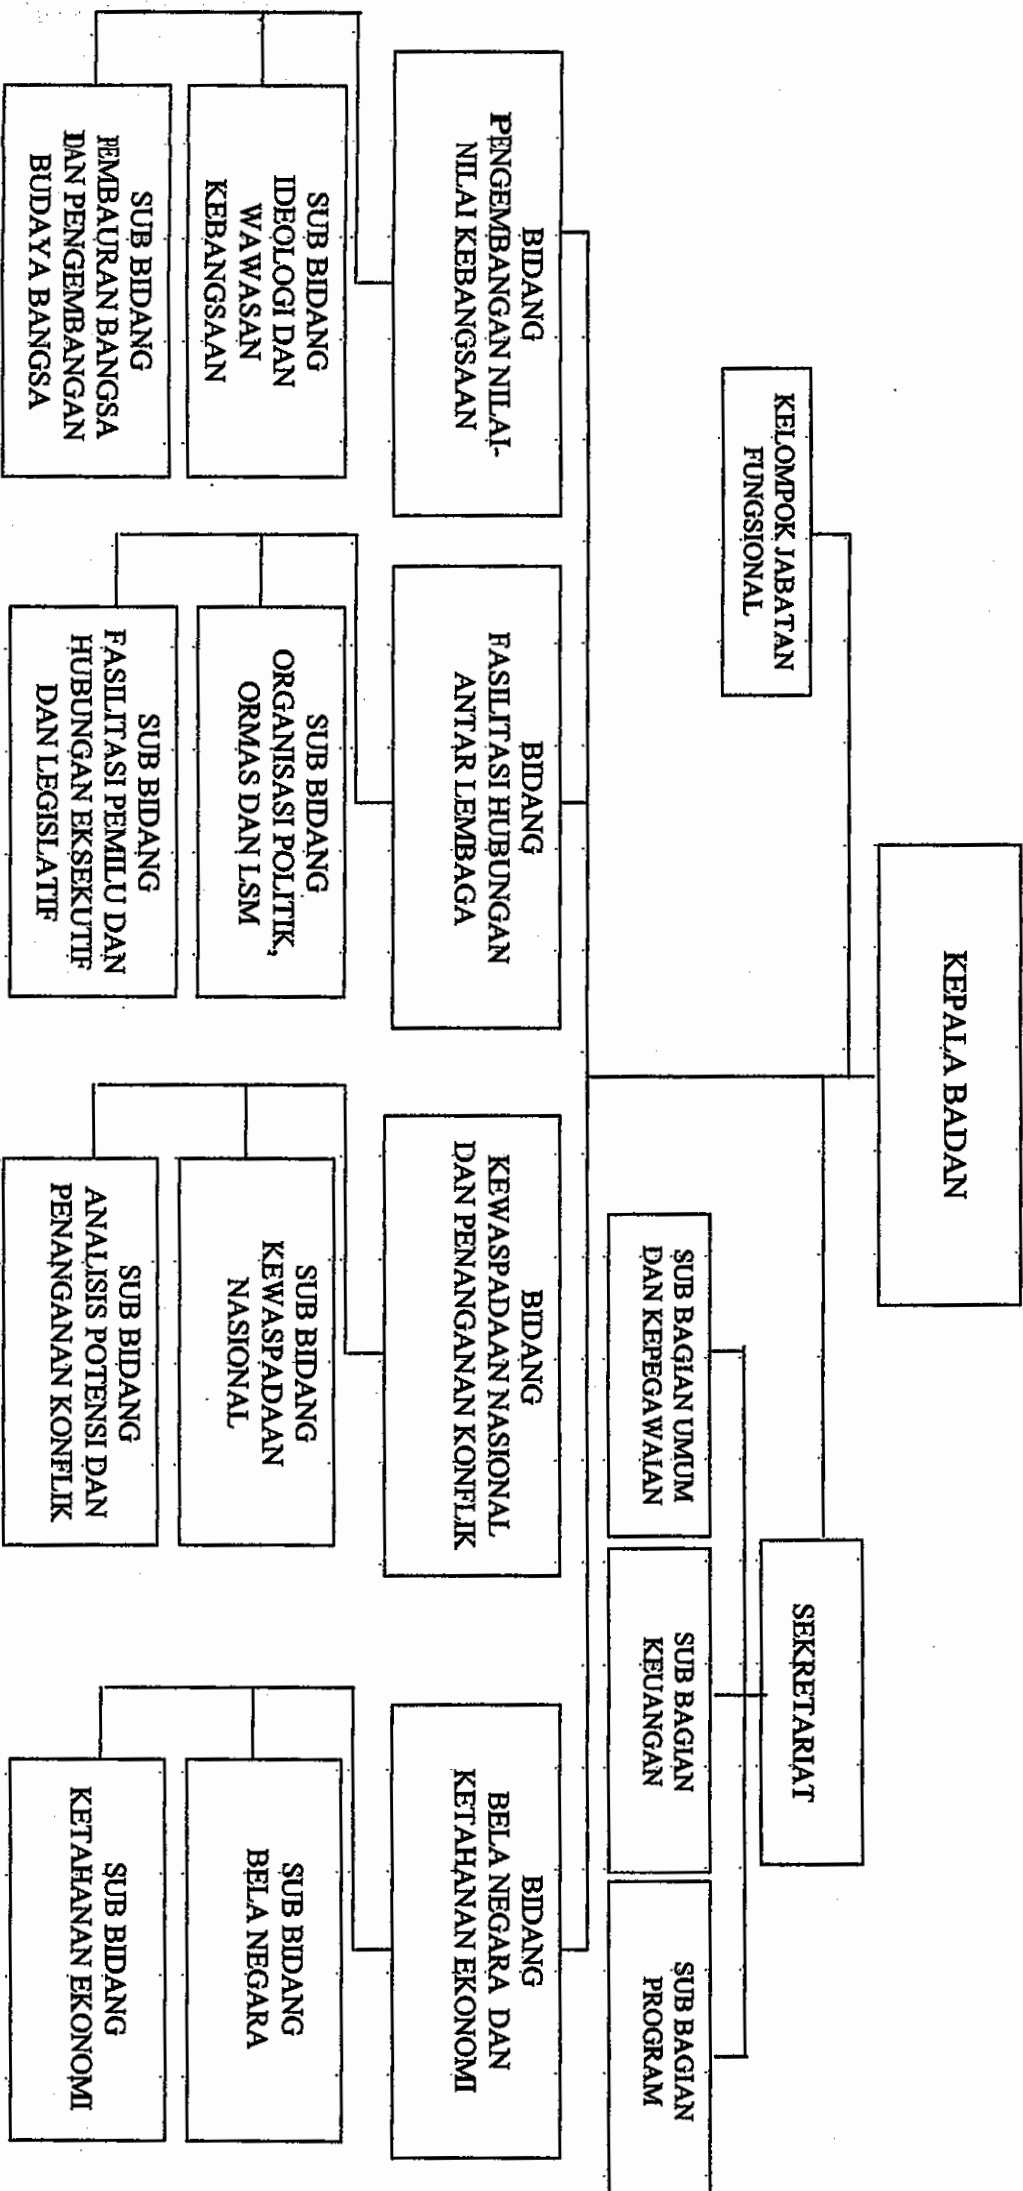 KEPALA BADAN
KELOMPOK JABATAN
FUNGSIONAL
SEKRETARIAT
SUB BAGIAN UMUM
DAN KEPEGAWAIAN
SUB BAGIAN
KEUANGAN
SUB BAGIAN
PROGRAM
BIDANG
PENGEMBANGAN NILAI-
NILAI KEBANGSAAN
BIDANG
FASILITASI HUBUNGAN
ANTAR LEMBAGA
BIDANG
KEWASPADAAN NASIONAL
DAN PENANGANAN KONFLIK
BIDANG
BELA NEGARA DAN
KETAHANAN EKONOMI
SUB BIDANG
IDEOLOGI DAN
WAWASAN
KEBANGSAAN
SUB BIDANG
ORGANISASI POLITIK,
ORMAS DAN LSM
SUB BIDANG
KEWASPADAAN
NASIONAL
SUB BIDANG
BELA NEGARA
SUB BIDANG
PEMBAURAN BANGSA
DAN PENGEMBANGAN
BUDAYA BANGSA
SUB BIDANG
FASILITASI PEMILU DAN
HUBUNGAN EKSEKUTIF
DAN LEGISLATIF
SUB BIDANG
ANALISIS POTENSI DAN
PENANGANAN KONFLIK
SUB BIDANG
KETAHANAN EKONOMI